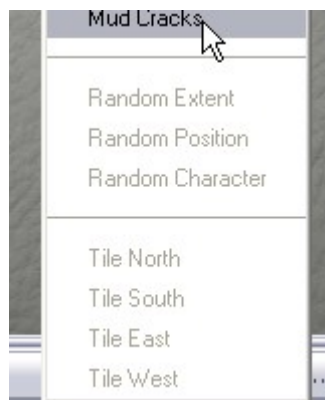 Mud Cracks
Random Extent
Random Position
Random Character
Tile North
Tile South
Tile East
Tile West